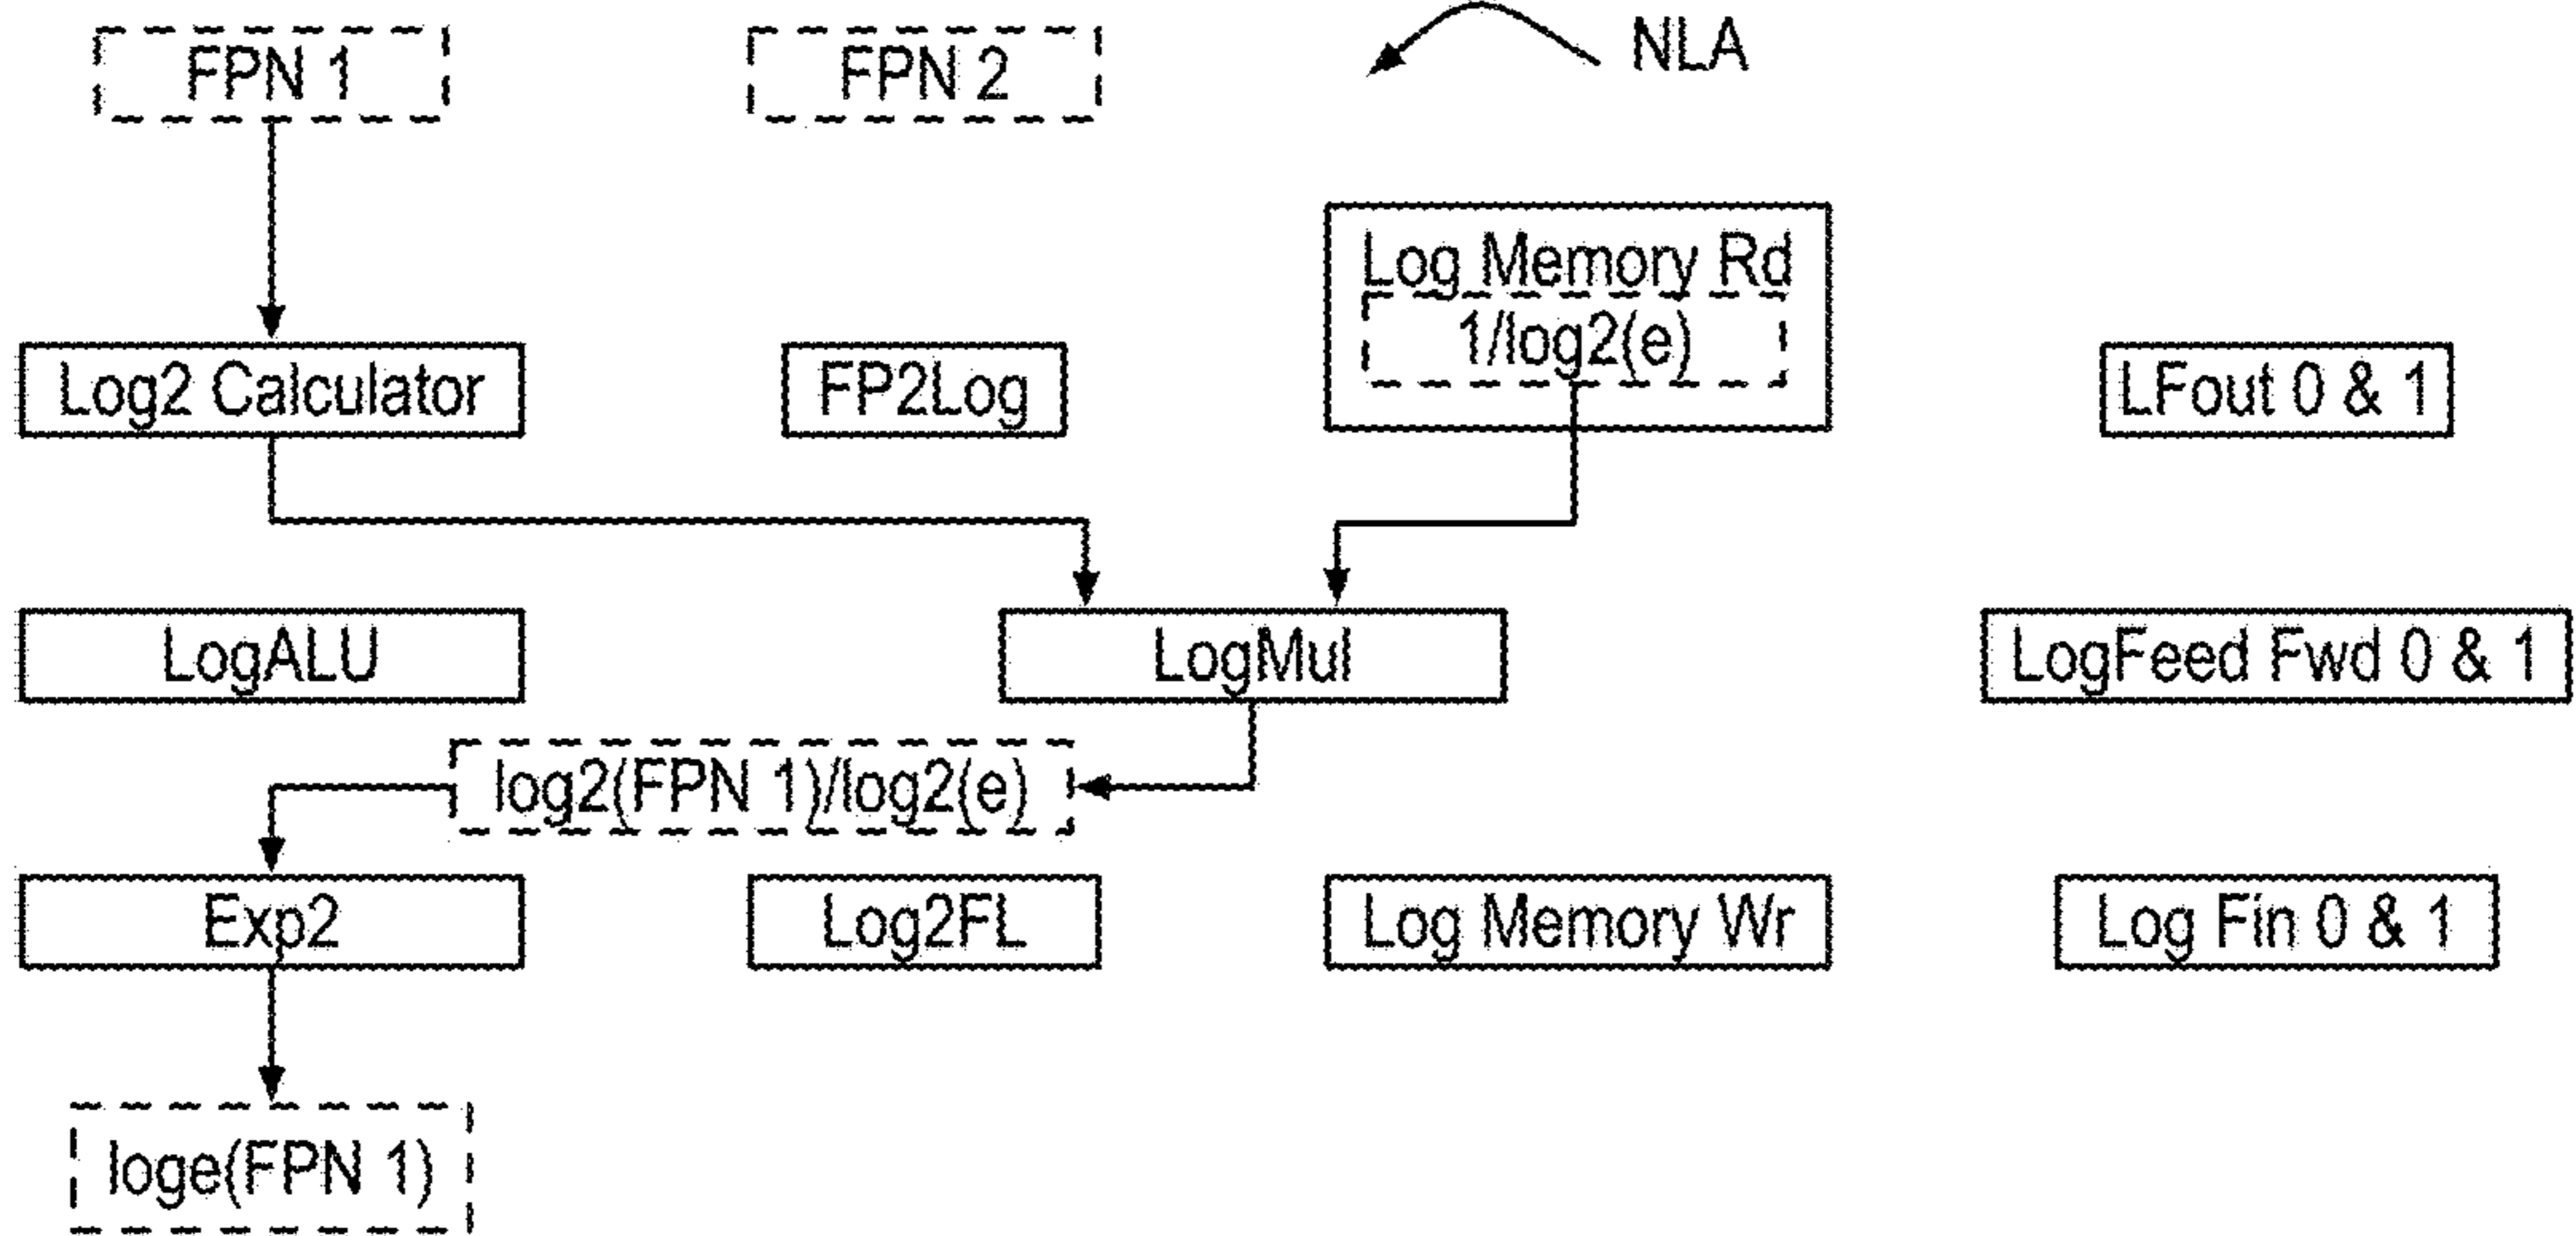 FPN 1
FPN 2
NLA
Log Memory Rd
1/log2(e)
Log2 Calculator
FP2Log
LFout 0 & 1
LogALU
LogMul
LogFeed Fwd 0 & 1
log2(FPN 1)/log2(e)
Exp2
Log2FL
Log Memory Wr
Log Fin 0 & 1
loge(FPN 1)